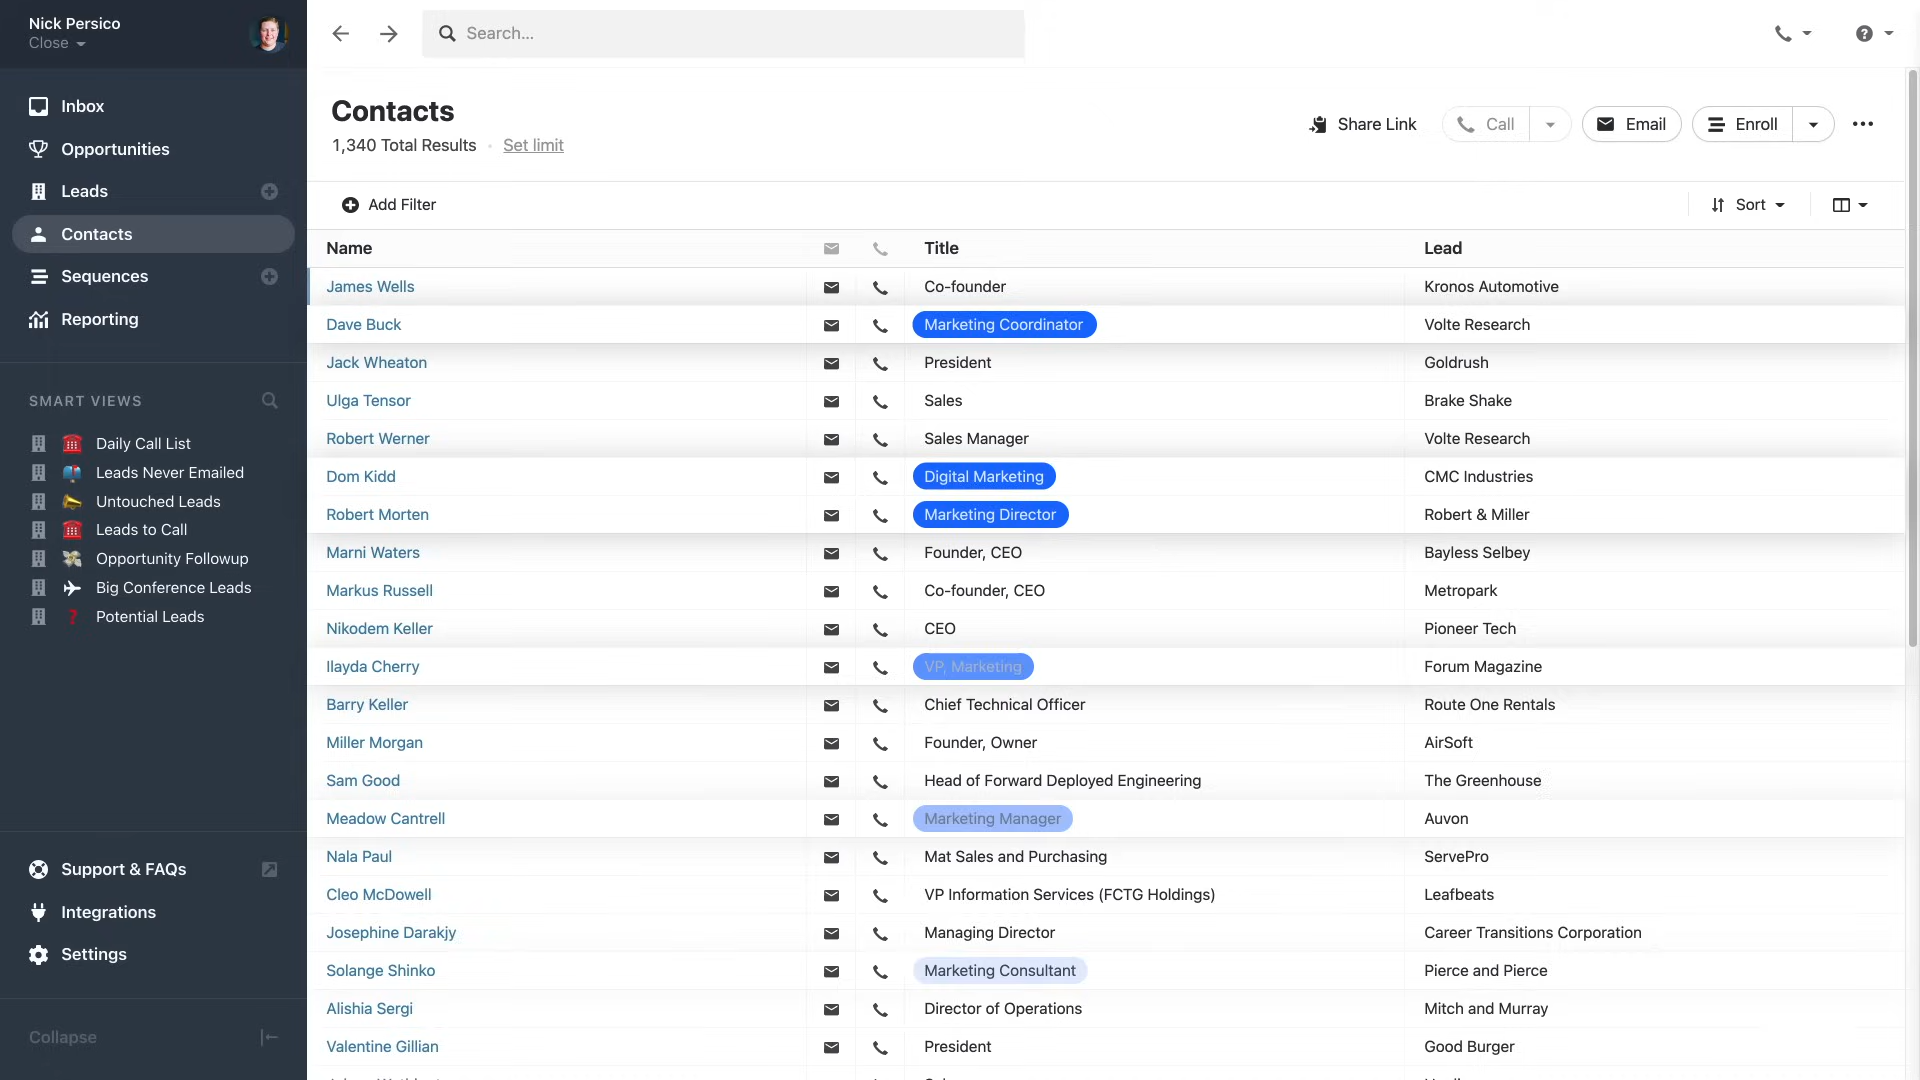 Nick Persico
Close
Search...
Inbox
Opportunities
Leads
Contacts
Sequences
Reporting
SMART VIEWS
Daily Call List
Leads Never Emailed
Untouched Leads
Leads to Call
Opportunity Followup
Big Conference Leads
Potential Leads
Support & FAQs
Integrations
Settings
Collapse
Contacts
1,340 Total Results · Set limit
Share Link Call Email Enroll
Add Filter Sort
Name Title Lead
James Wells Co-founder Kronos Automotive
Dave Buck Marketing Coordinator Volte Research
Jack Wheaton President Goldrush
Ulga Tensor Sales Brake Shake
Robert Werner Sales Manager Volte Research
Dom Kidd Digital Marketing CMC Industries
Robert Morten Marketing Director Robert & Miller
Marni Waters Founder, CEO Bayless Selbey
Markus Russell Co-founder, CEO Metropark
Nikodem Keller CEO Pioneer Tech
Ilayda Cherry VP, Marketing Forum Magazine
Barry Keller Chief Technical Officer Route One Rentals
Miller Morgan Founder, Owner AirSoft
Sam Good Head of Forward Deployed Engineering The Greenhouse
Meadow Cantrell Marketing Manager Auvon
Nala Paul Mat Sales and Purchasing ServePro
Cleo McDowell VP Information Services (FCTG Holdings) Leafbeats
Josephine Darakjy Managing Director Career Transitions Corporation
Solange Shinko Marketing Consultant Pierce and Pierce
Alishia Sergi Director of Operations Mitch and Murray
Valentine Gillian President Good Burger